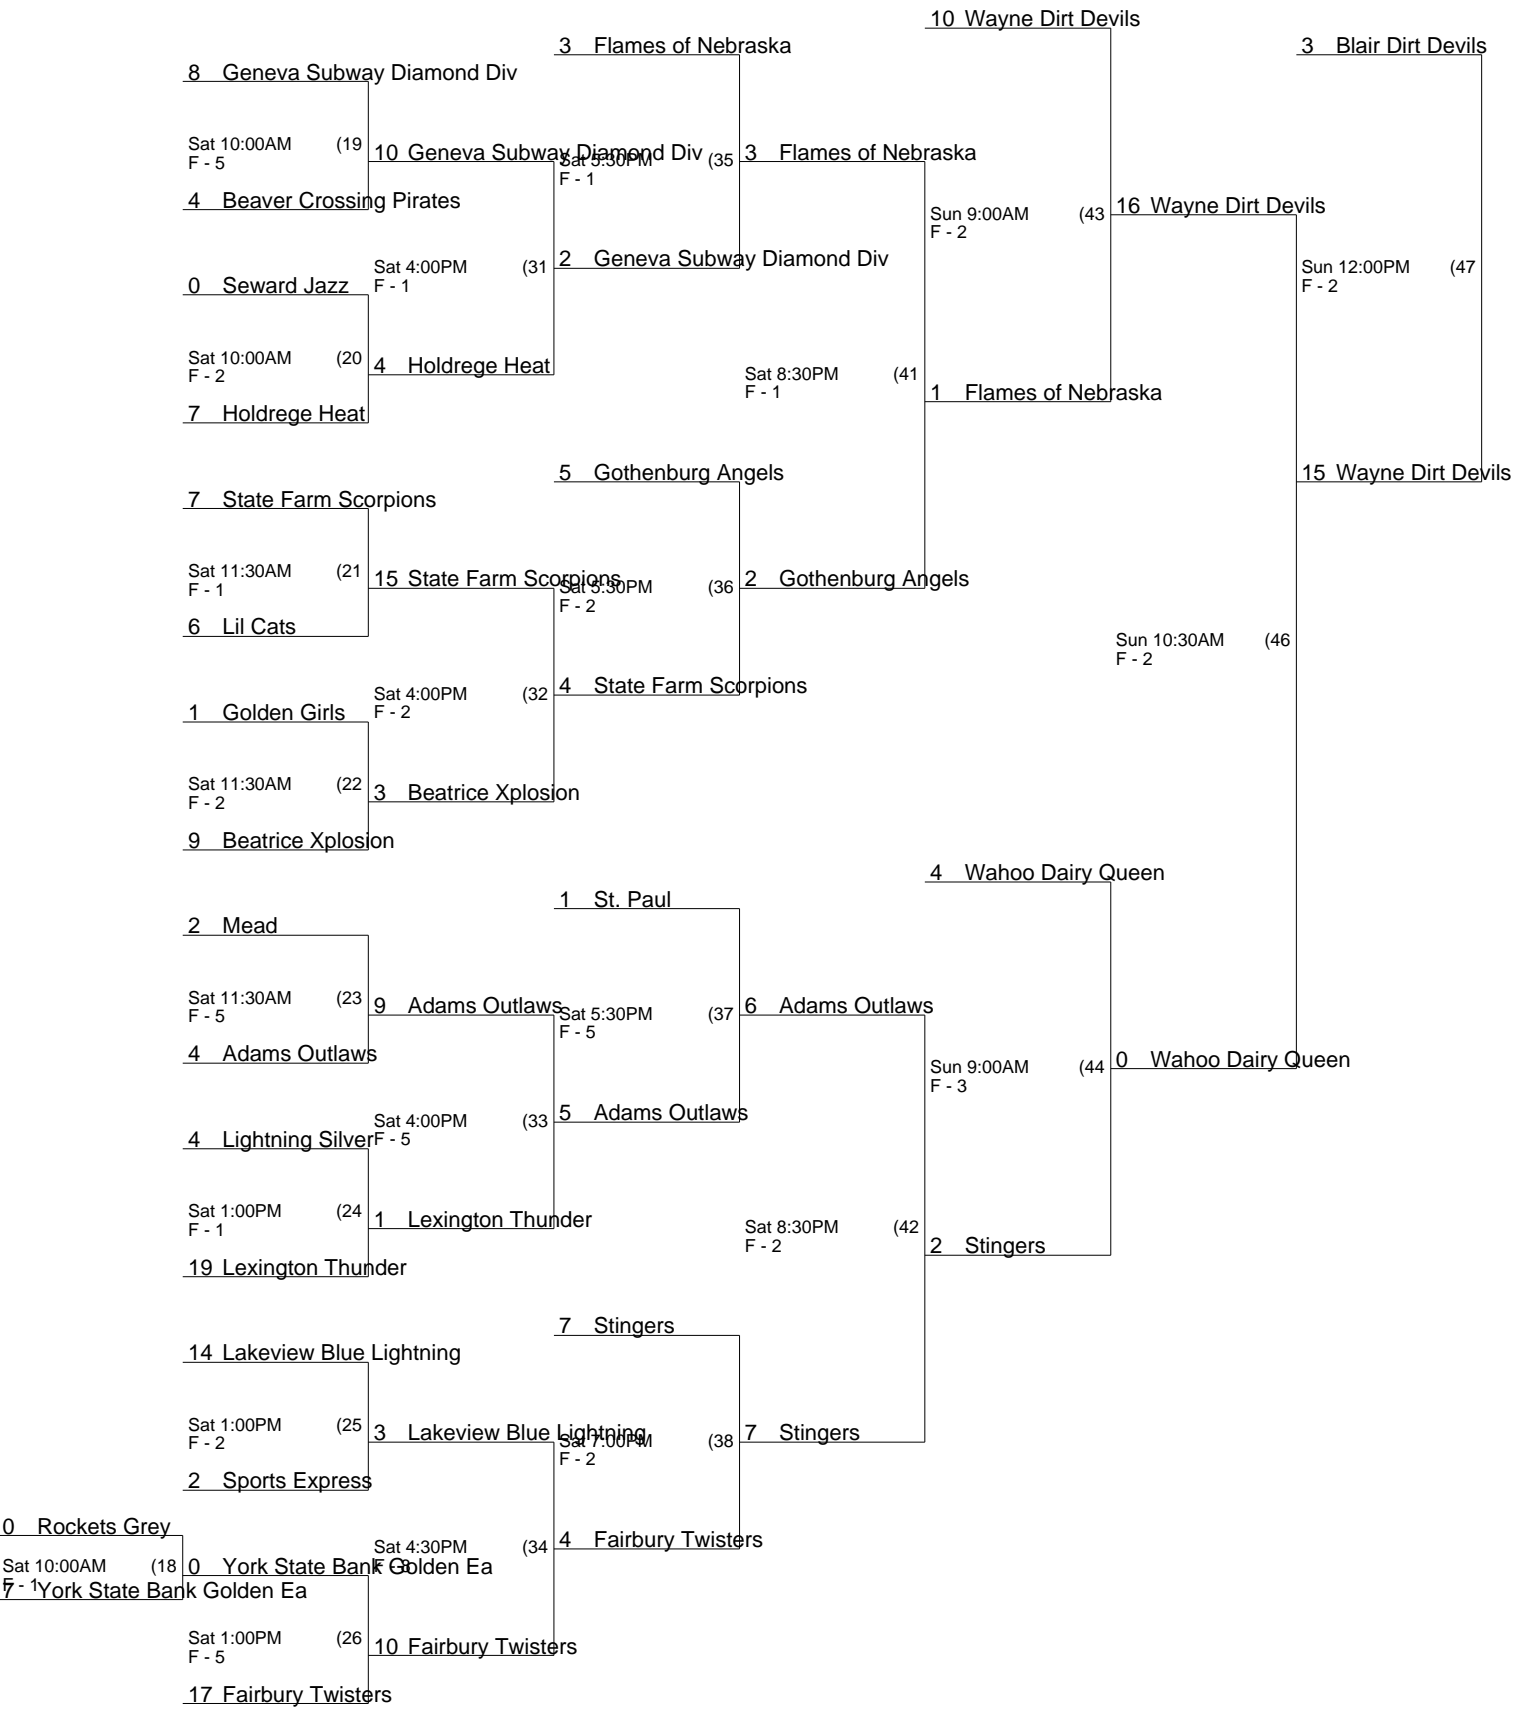 10 Wayne Dirt Devils
3 Flames of Nebraska
3 Blair Dirt Devils
8 Geneva Subway Diamond Div
Sat 10:00AM (19
F - 5
10 Geneva Subway Diamond Div
Sat 5:30PM (35
F - 1
3 Flames of Nebraska
4 Beaver Crossing Pirates
Sun 9:00AM (43
F - 2
16 Wayne Dirt Devils
Sat 4:00PM (31
F - 1
2 Geneva Subway Diamond Div
Sun 12:00PM (47
F - 2
0 Seward Jazz
Sat 10:00AM (20
F - 2
4 Holdrege Heat
Sat 8:30PM (41
F - 1
1 Flames of Nebraska
7 Holdrege Heat
5 Gothenburg Angels
15 Wayne Dirt Devils
7 State Farm Scorpions
Sat 11:30AM (21
F - 1
15 State Farm Scorpions
Sat 5:30PM (36
F - 2
2 Gothenburg Angels
6 Lil Cats
Sun 10:30AM (46
F - 2
Sat 4:00PM (32
F - 2
4 State Farm Scorpions
1 Golden Girls
Sat 11:30AM (22
F - 2
3 Beatrice Xplosion
9 Beatrice Xplosion
4 Wahoo Dairy Queen
1 St. Paul
2 Mead
Sat 11:30AM (23
F - 5
9 Adams Outlaws
Sat 5:30PM (37
F - 5
6 Adams Outlaws
4 Adams Outlaws
Sun 9:00AM (44
F - 3
0 Wahoo Dairy Queen
Sat 4:00PM (33
F - 5
5 Adams Outlaws
4 Lightning Silver
Sat 1:00PM (24
F - 1
1 Lexington Thunder
Sat 8:30PM (42
F - 2
2 Stingers
19 Lexington Thunder
7 Stingers
14 Lakeview Blue Lightning
Sat 1:00PM (25
F - 2
3 Lakeview Blue Lightning
Sat 7:00PM (38
F - 2
7 Stingers
2 Sports Express
0 Rockets Grey
Sat 10:00AM (18
F - 1
7 York State Bank Golden Ea
0 York State Bank Golden Ea
Sat 4:30PM (34
4 Fairbury Twisters
Sat 1:00PM (26
F - 5
10 Fairbury Twisters
17 Fairbury Twisters